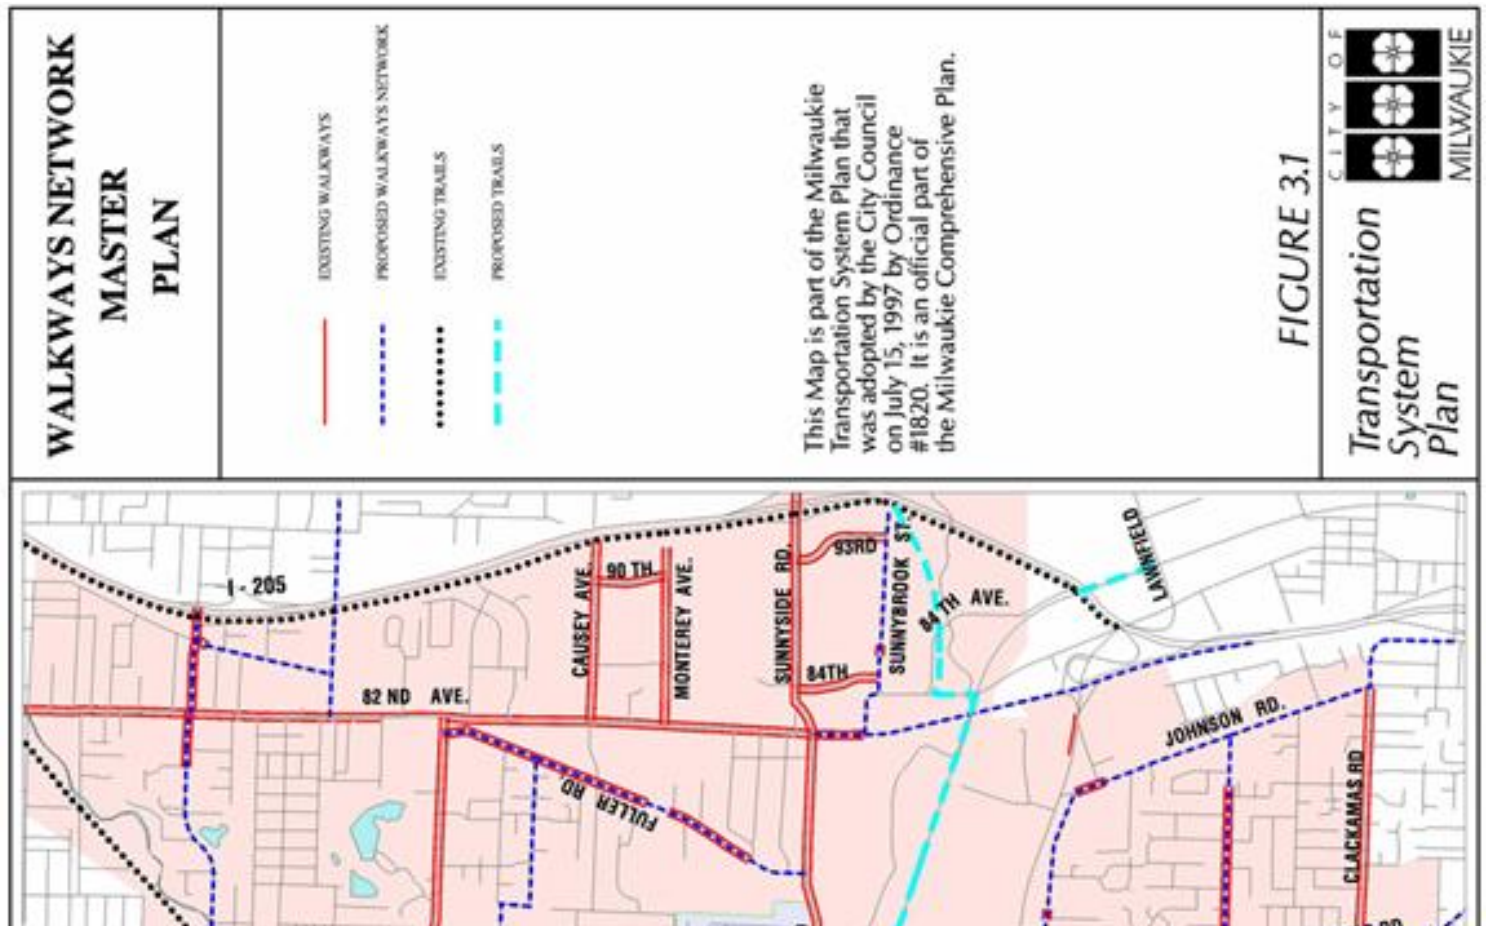 WALKWAYS NETWORK
MASTER
PLAN
EXISTING WALKWAYS
PROPOSED WALKWAYS NETWORK
EXISTING TRAILS
PROPOSED TRAILS
This Map is part of the Milwaukie
Transportation System Plan that
was adopted by the City Council
on July 15, 1997 by Ordinance
#1820. It is an official part of
the Milwaukie Comprehensive Plan.
FIGURE 3.1
CITY OF
MILWAUKIE
Transportation
System
Plan
I - 205
82 ND AVE.
CAUSEY AVE.
90 TH
MONTEREY AVE.
SUNNYSIDE RD.
93RD
84TH
SUNNYBROOK ST.
84 TH AVE.
LAWNFIELD
JOHNSON RD.
CLACKAMAS RD
FULLER RD
RD